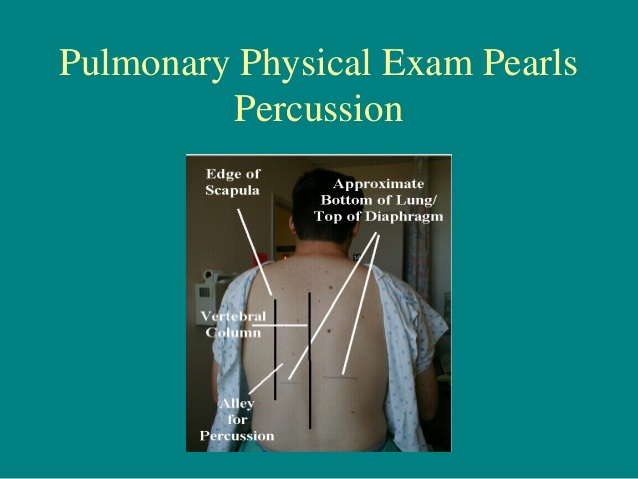 Pulmonary Physical Exam Pearls
Percussion
Edge of
Scapula
Approximate
Bottom of Lung/
Top of Diaphragm
Vertebral
Column
Alley
for
Percussion